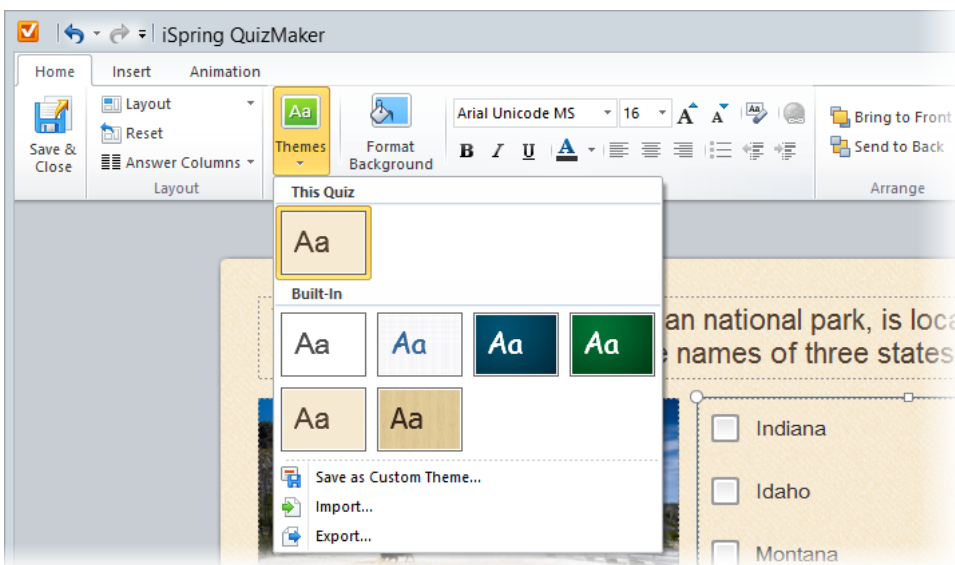 iSpring QuizMaker
Home Insert Animation
Save & Close
Layout
Reset
Answer Columns
Layout
Aa
Themes
Format Background
Arial Unicode MS 16 A A Aa
B I U A
Bring to Front
Send to Back
Arrange
This Quiz
Aa
Built-In
Aa Aa Aa Aa
Aa Aa
Save as Custom Theme...
Import...
Export...
an national park, is loca
names of three states
Indiana
Idaho
Montana